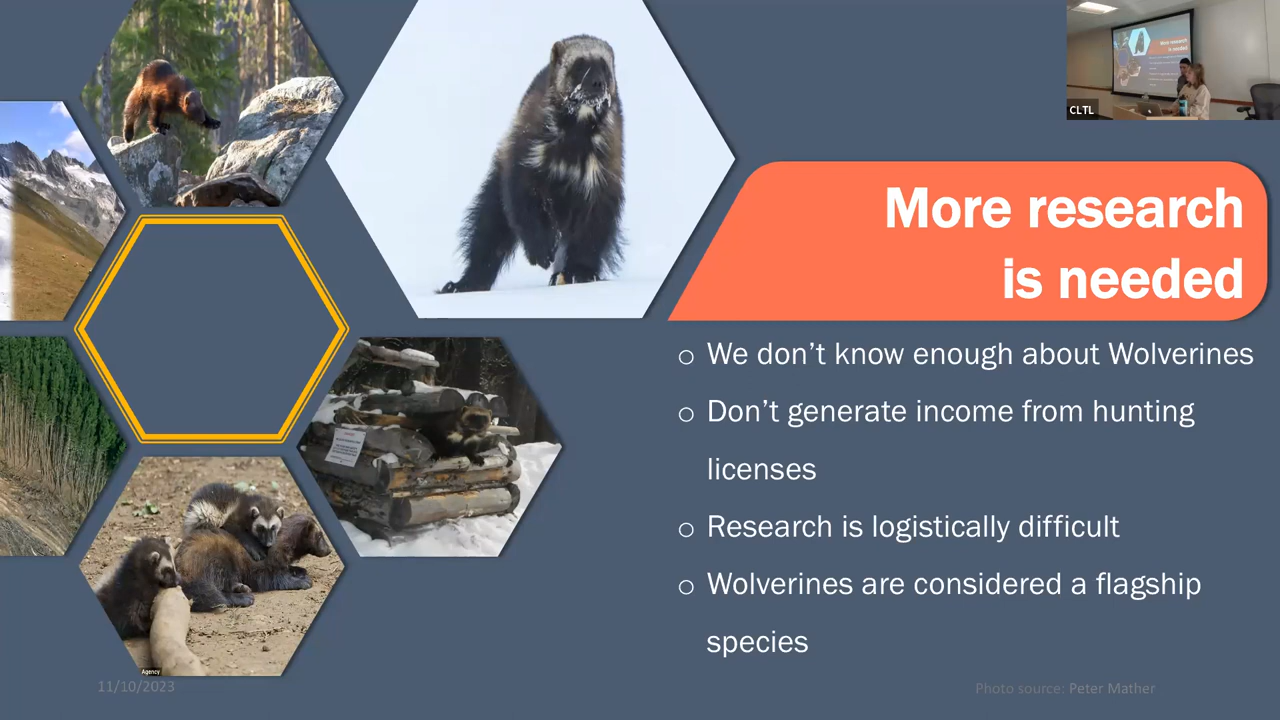 CLTL
More research
is needed
o We don’t know enough about Wolverines
o Don’t generate income from hunting
licenses
o Research is logistically difficult
o Wolverines are considered a flagship
species
Agency
11/10/2023
Photo source: Peter Mather